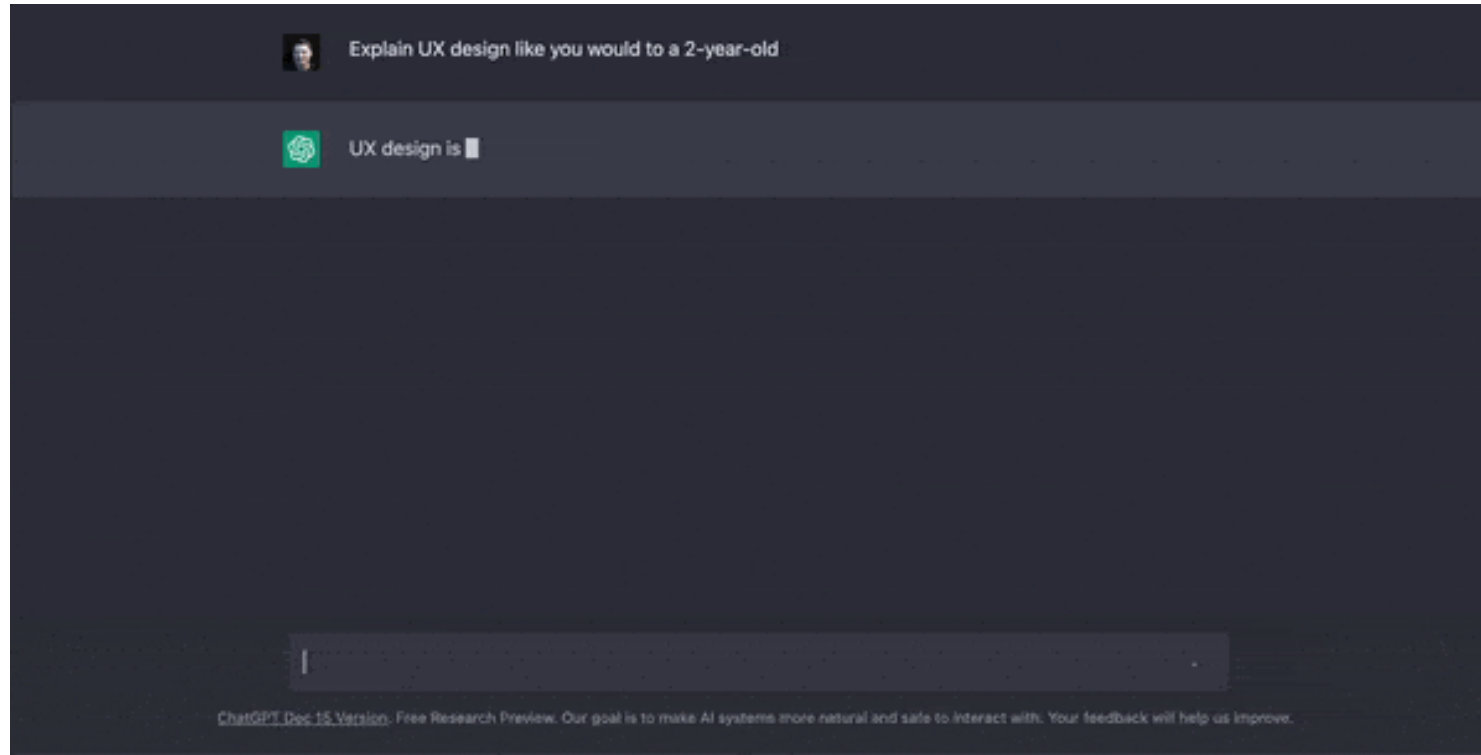 Explain UX design like you would to a 2-year-old
UX design is
ChatGPT Dec 15 Version. Free Research Preview. Our goal is to make AI systems more natural and safe to interact with. Your feedback will help us improve.